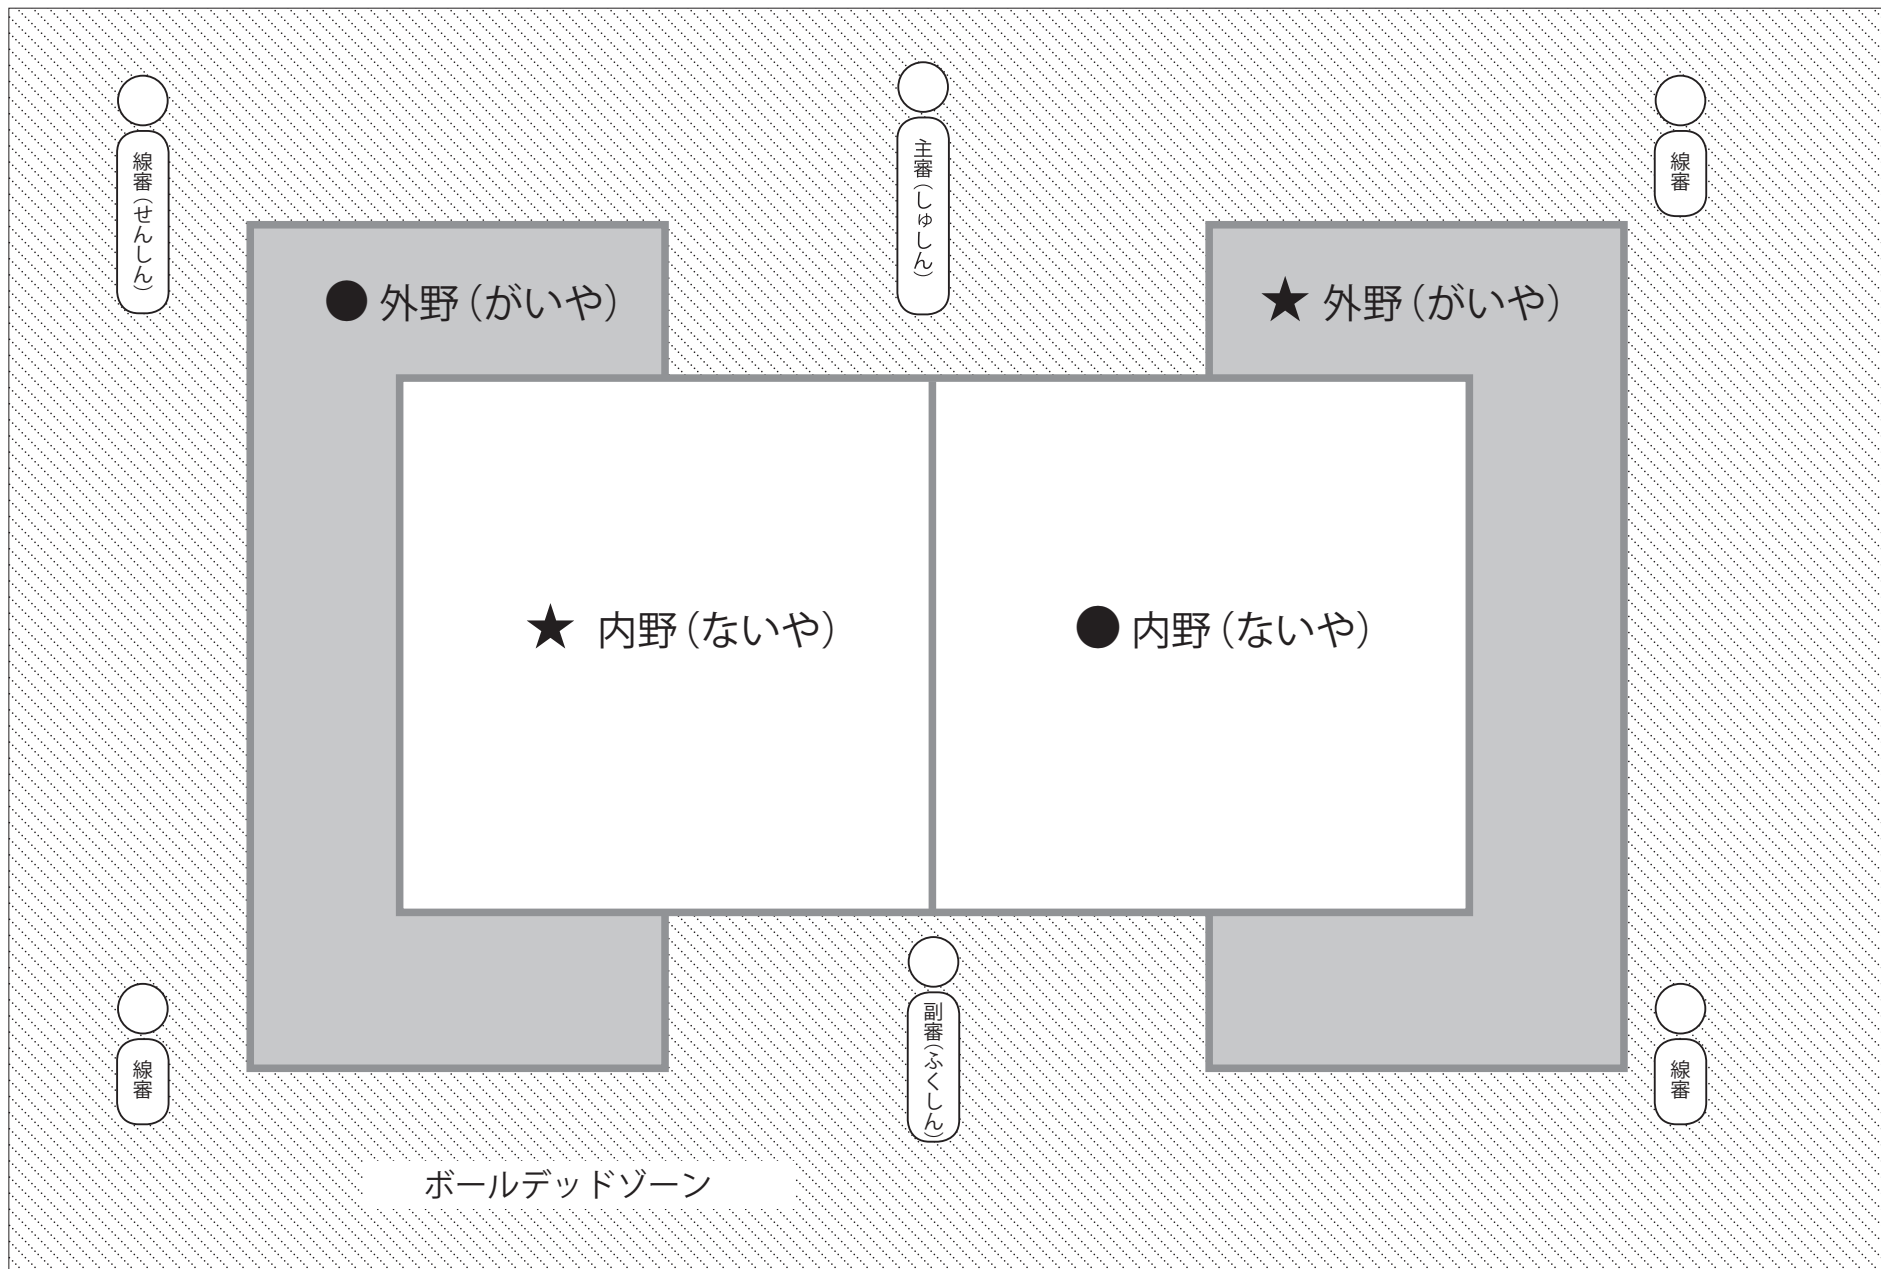 線審（せんしん）
主審（しゅしん）
線審
●外野（がいや）
★外野（がいや）
★ 内野（ないや）
●内野（ないや）
線審
副審（ふくしん）
線審
ボールデッドゾーン